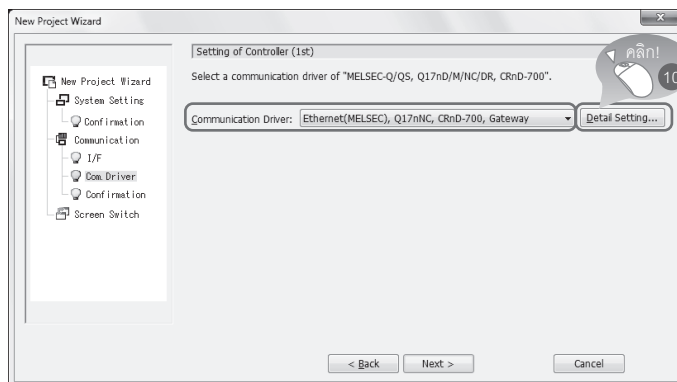 New Project Wizard
Setting of Controller (1st)
Select a communication driver of "MELSEC-Q/QS, Q17nD/M/NC/DR, CRnD-700".
คลิก!
10
New Project Wizard
System Setting
Confirmation
Communication
I/F
Com. Driver
Confirmation
Screen Switch
Communication Driver: Ethernet(MELSEC), Q17nNC, CRnD-700, Gateway
Detail Setting...
< Back
Next >
Cancel